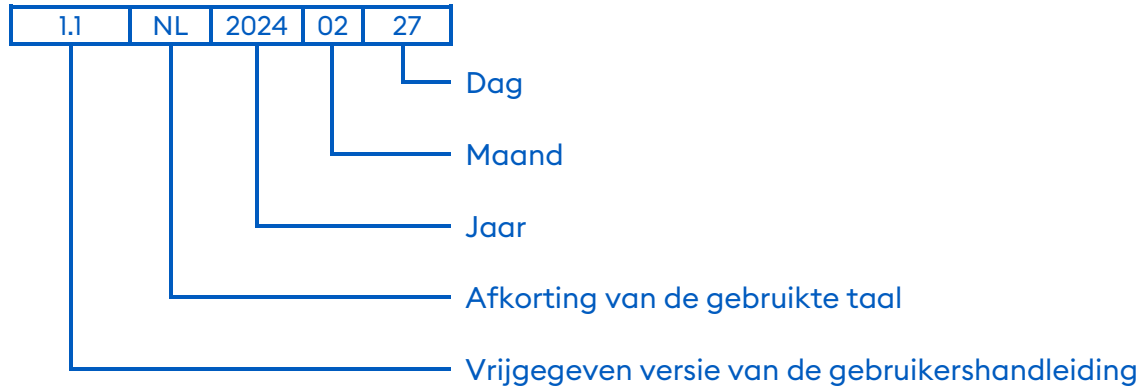 1.1 NL 2024 02 27
Dag
Maand
Jaar
Afkorting van de gebruikte taal
Vrijgegeven versie van de gebruikershandleiding